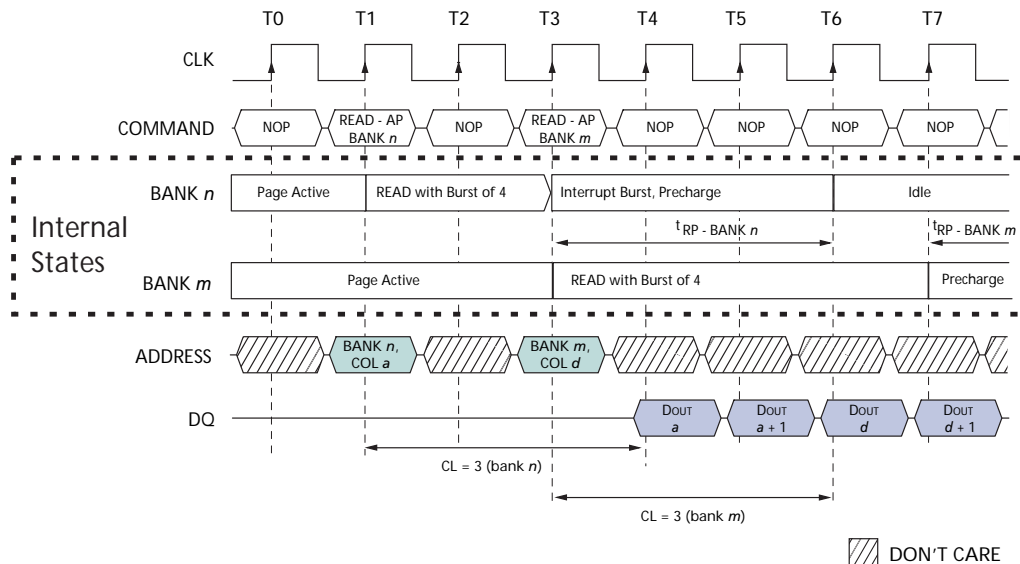 T0 T1 T2 T3 T4 T5 T6 T7
CLK
COMMAND
NOP
READ - AP
BANK n
NOP
READ - AP
BANK m
NOP
NOP
NOP
NOP
Internal
States
BANK n
Page Active
READ with Burst of 4
Interrupt Burst, Precharge
Idle
tRP - BANK n
tRP - BANK m
BANK m
Page Active
READ with Burst of 4
Precharge
ADDRESS
BANK n,
COL a
BANK m,
COL d
DQ
DOUT
a
DOUT
a + 1
DOUT
d
DOUT
d + 1
CL = 3 (bank n)
CL = 3 (bank m)
DON'T CARE